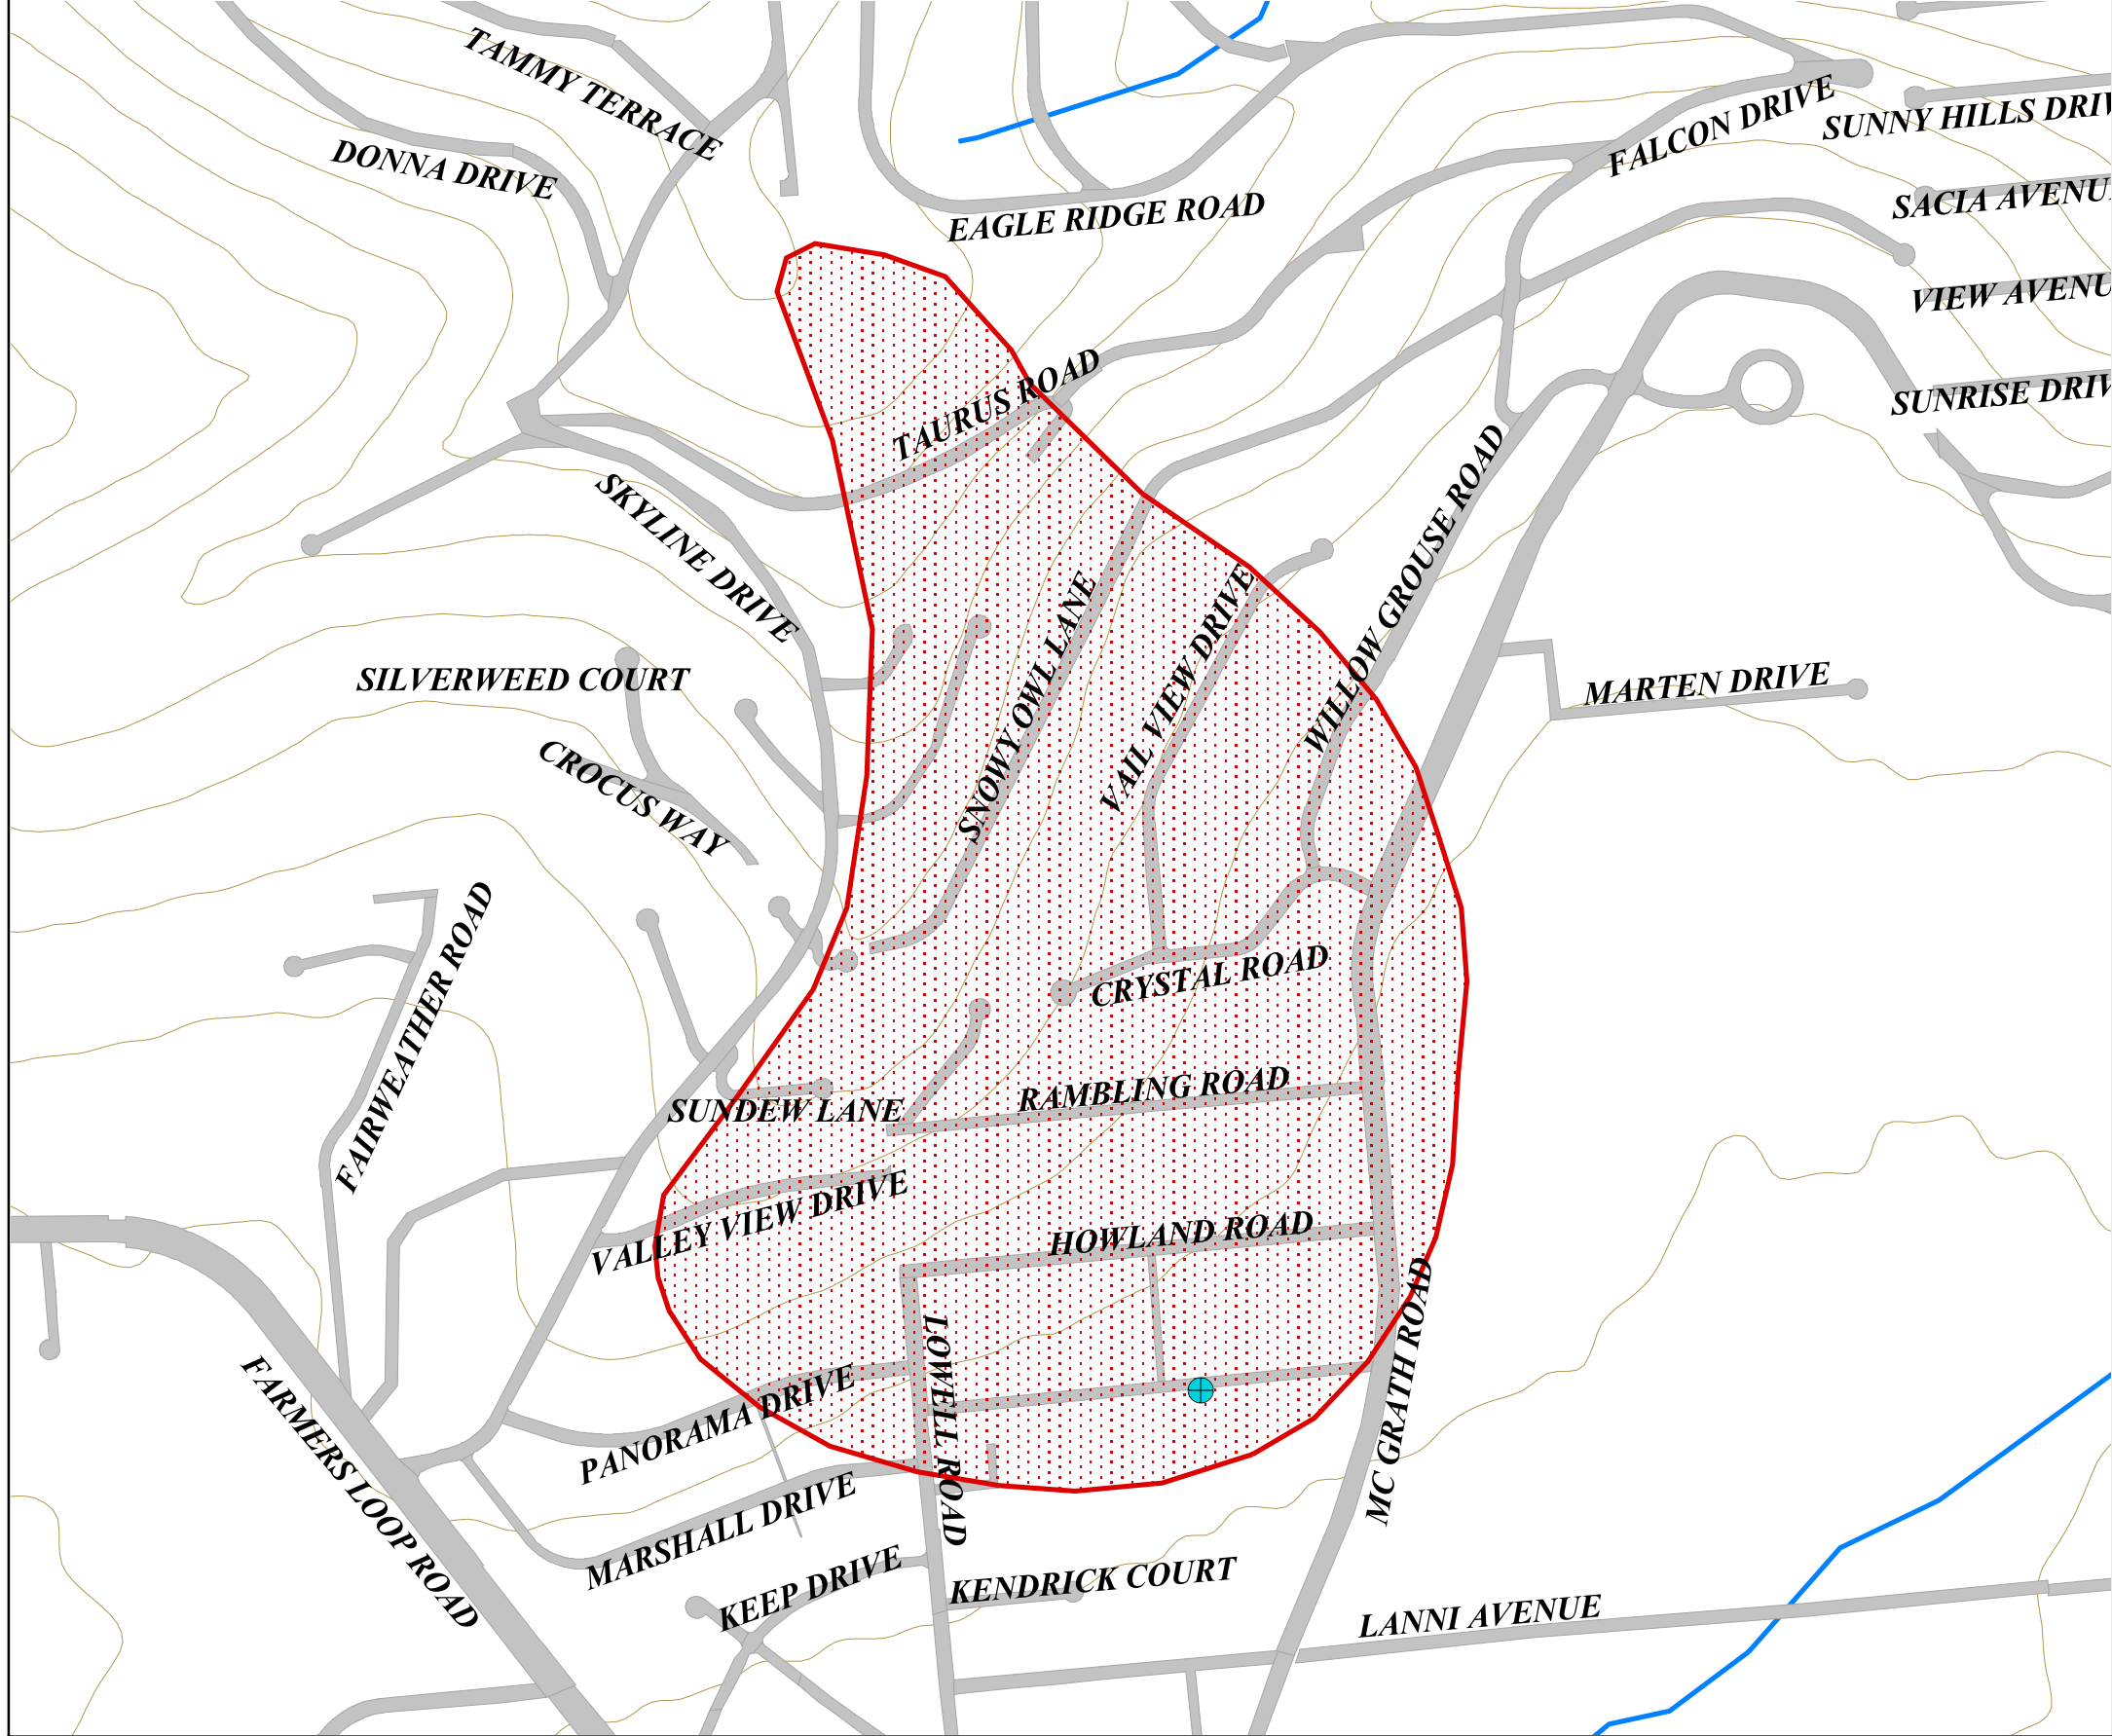 TAMMY TERRACE
DONNA DRIVE
EAGLE RIDGE ROAD
FALCON DRIVE
SUNNY HILLS DRIV
SACIA AVENU
VIEW AVENU
SUNRISE DRIV
TAURUS ROAD
SKYLINE DRIVE
WILLOW GROUSE ROAD
SNOWY OWL LANE
VAIL VIEW DRIVE
SILVERWEED COURT
MARTEN DRIVE
CROCUS WAY
FAIRWEATHER ROAD
CRYSTAL ROAD
RAMBLING ROAD
SUNDEW LANE
VALLEY VIEW DRIVE
HOWLAND ROAD
LOWELL ROAD
MC GRATH ROAD
FARMERS LOOP ROAD
PANORAMA DRIVE
MARSHALL DRIVE
KEEP DRIVE
KENDRICK COURT
LANNI AVENUE